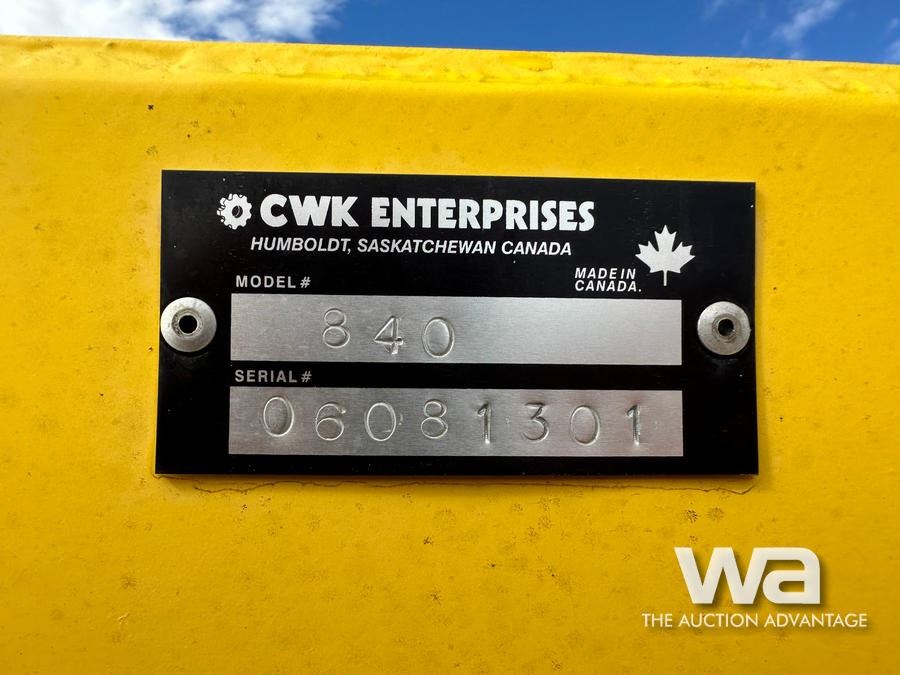 CWK ENTERPRISES
HUMBOLDT, SASKATCHEWAN CANADA
MADE IN
CANADA.
MODEL #
840
SERIAL #
06081301
wa
THE AUCTION ADVANTAGE